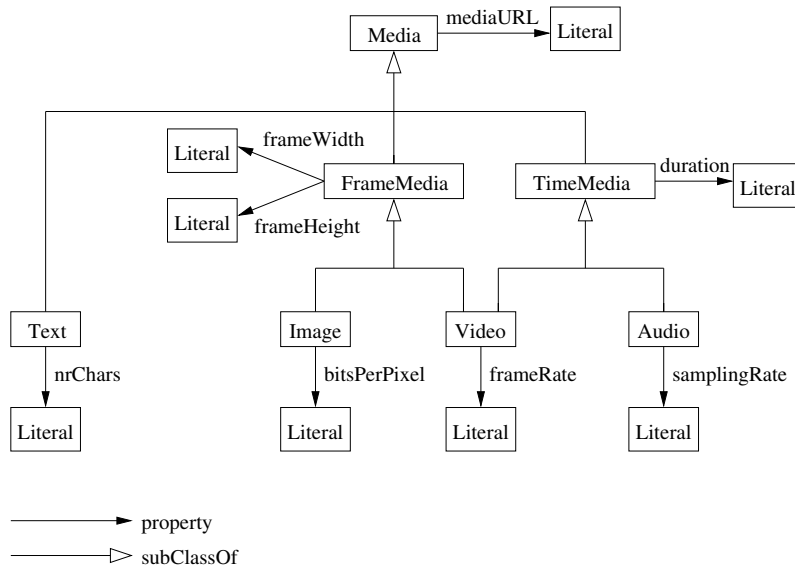 mediaURL
Media
Literal
frameWidth
Literal
FrameMedia
TimeMedia
duration
Literal
Literal
frameHeight
Text
Image
Video
Audio
nrChars
bitsPerPixel
frameRate
samplingRate
Literal
Literal
Literal
Literal
property
subClassOf